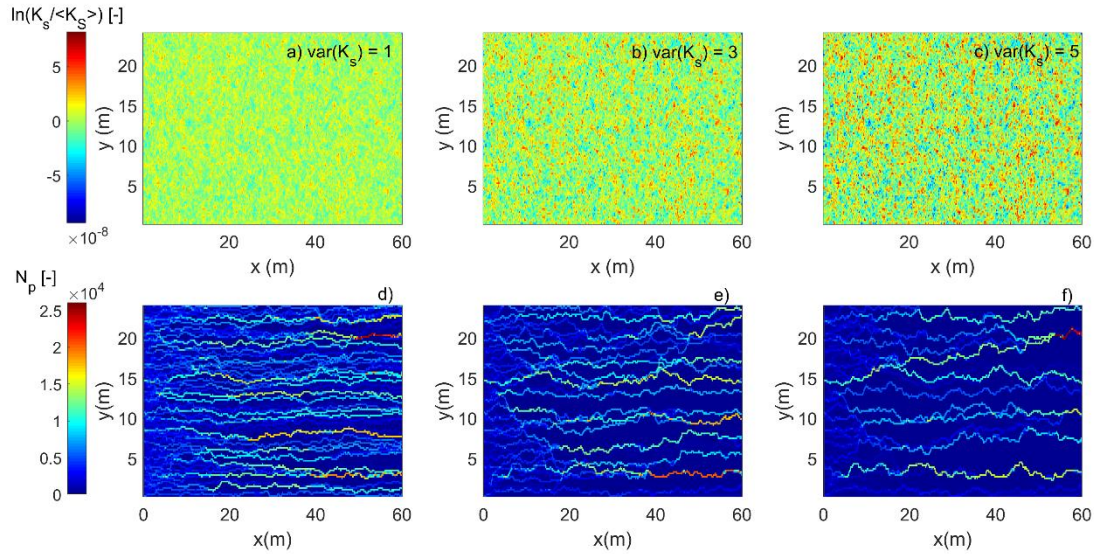 ln(K_s/<K_S>) [-]
5
0
-5
×10^-8
a) var(K_s) = 1
y (m)
20
15
10
5
20
40
60
x (m)
b) var(K_s) = 3
y (m)
20
15
10
5
20
40
60
x (m)
c) var(K_s) = 5
y (m)
20
15
10
5
20
40
60
x (m)
N_p [-]
×10^4
2.5
2
1.5
1
0.5
0
d)
y(m)
20
15
10
5
0
20
40
60
x(m)
e)
y(m)
20
15
10
5
0
20
40
60
x(m)
f)
y(m)
20
15
10
5
0
20
40
60
x(m)